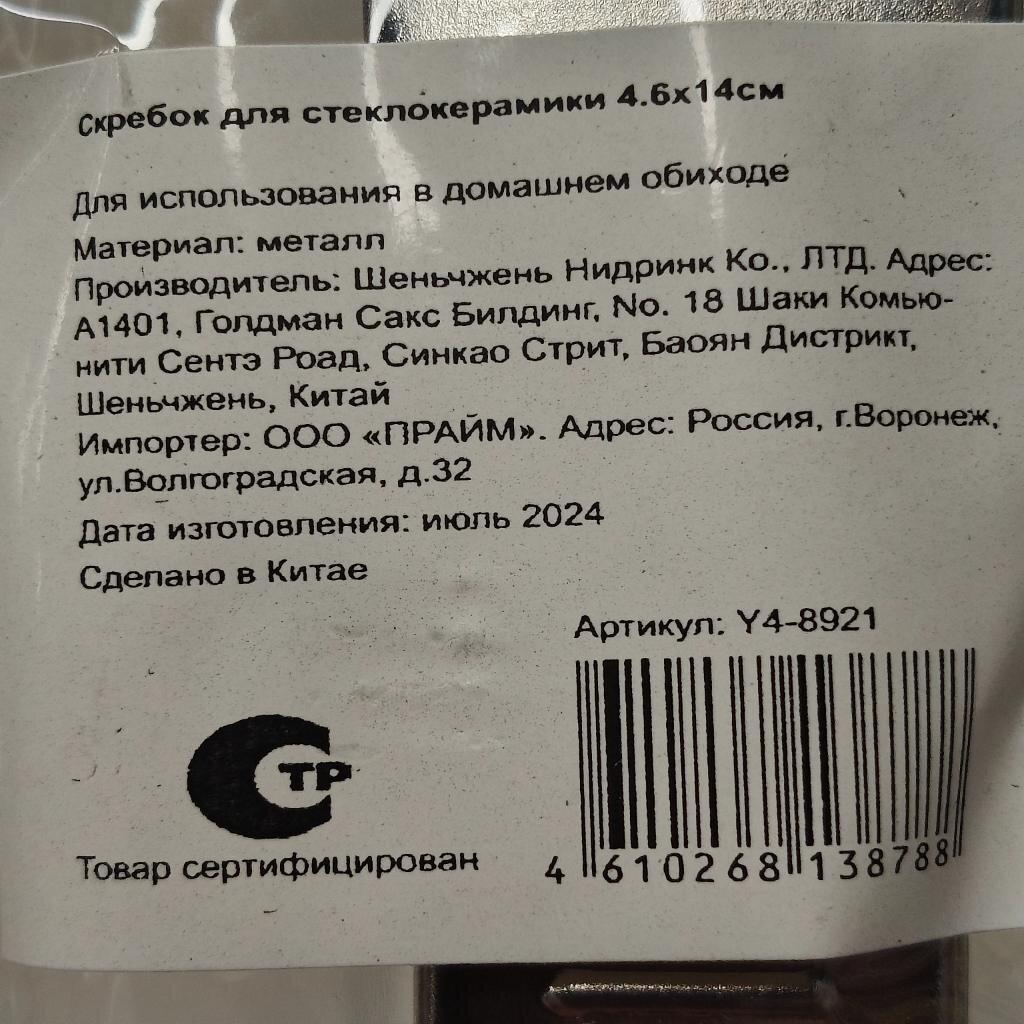 Скребок для стеклокерамики 4.6х14см
Для использования в домашнем обиходе
Материал: металл
Производитель: Шеньчжень Нидринк Ко., ЛТД. Адрес:
А1401, Голдман Сакс Билдинг, No. 18 Шаки Комью-
нити Сентэ Роад, Синкао Стрит, Баоян Дистрикт,
Шеньчжень, Китай
Импортер: ООО «ПРАЙМ». Адрес: Россия, г.Воронеж,
ул.Волгоградская, д.32
Дата изготовления: июль 2024
Сделано в Китае
Артикул: Y4-8921
СТР
Товар сертифицирован
4 610268 138788